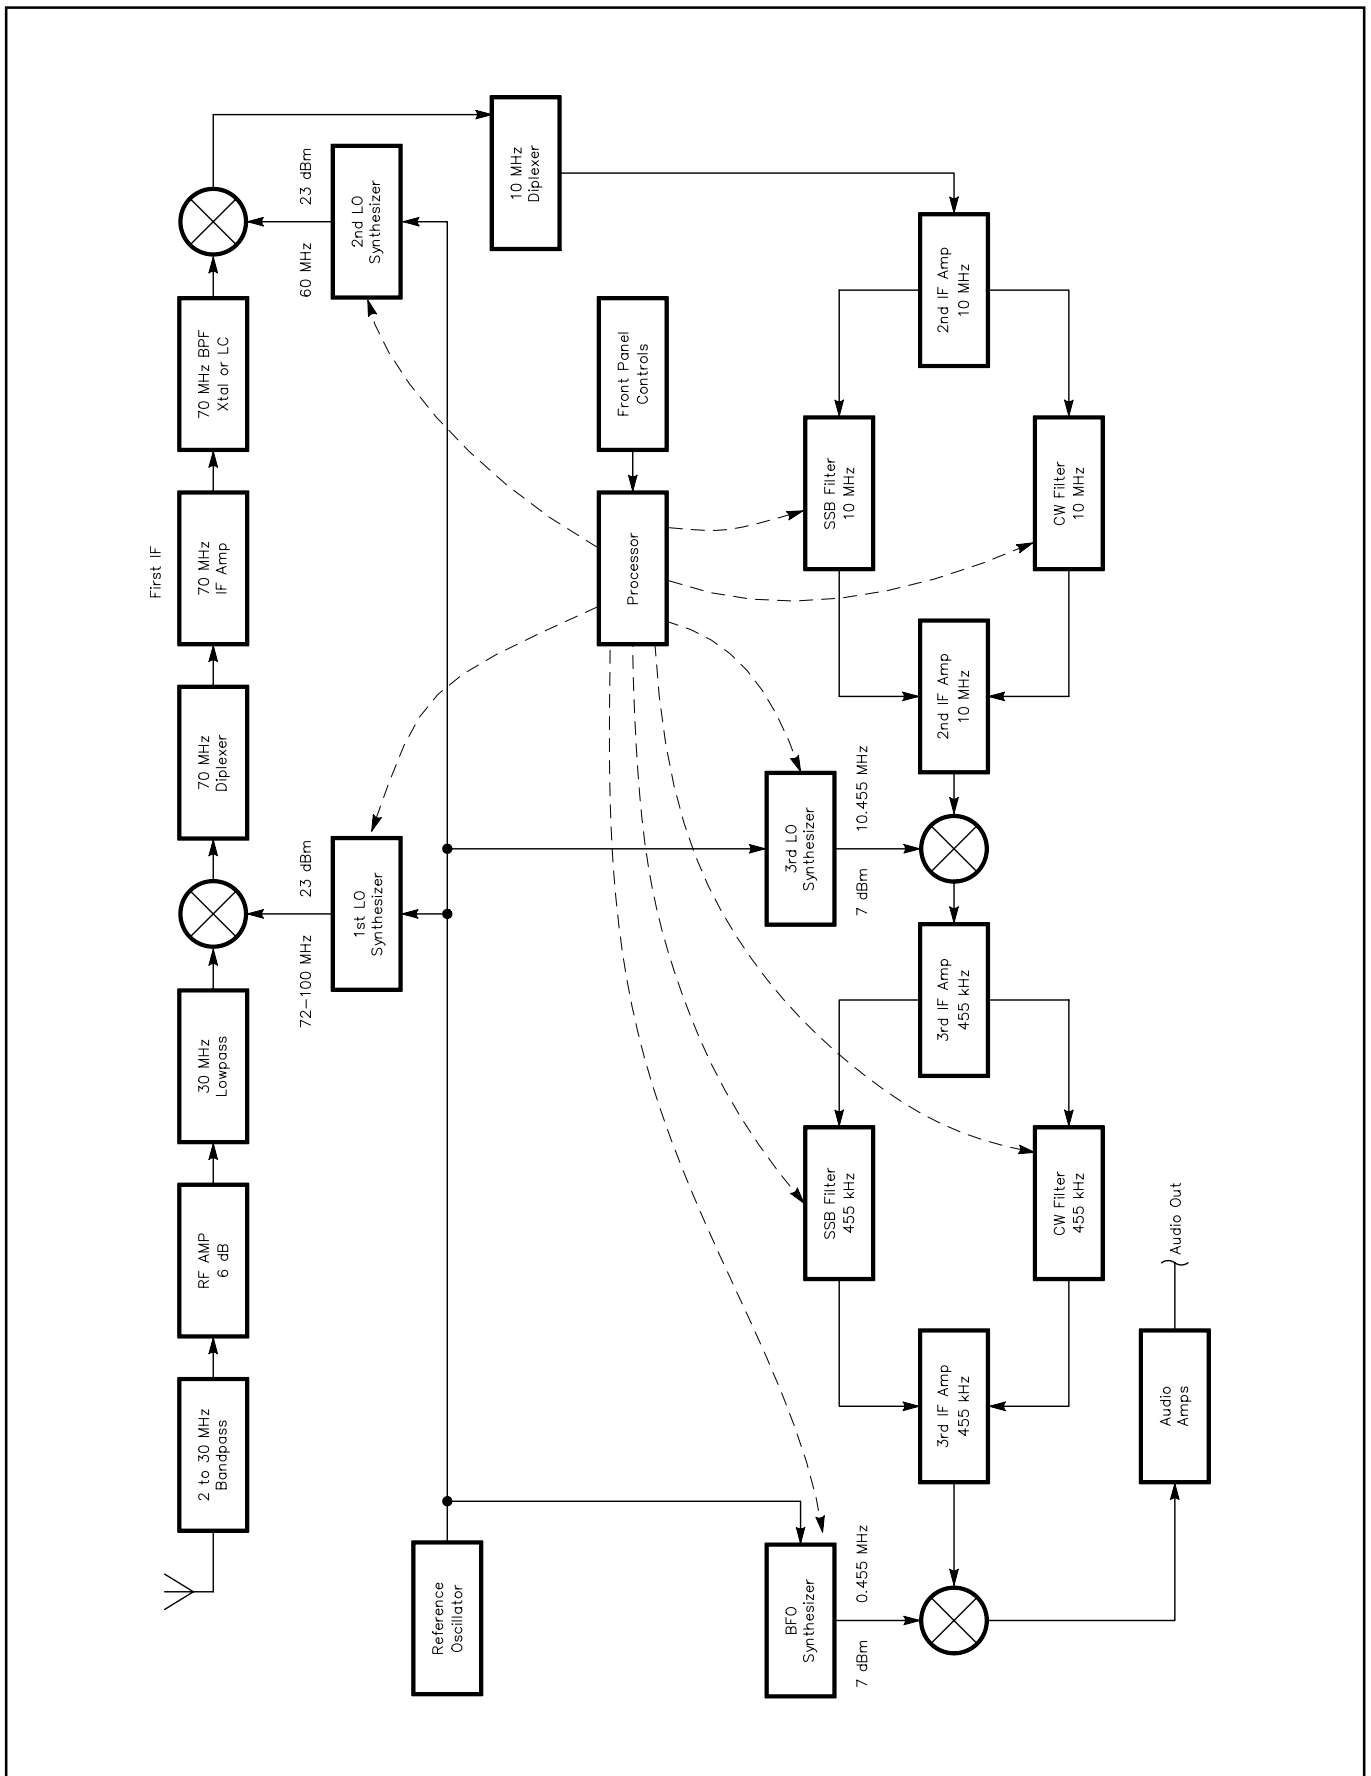 First IF
2 to 30 MHz
Bandpass
RF AMP
6 dB
30 MHz
Lowpass
70 MHz
Diplexer
70 MHz
IF Amp
70 MHz BPF
Xtal or LC
72-100 MHz
23 dBm
60 MHz
23 dBm
1st LO
Synthesizer
2nd LO
Synthesizer
Reference
Oscillator
10 MHz
Diplexer
Processor
Front Panel
Controls
BFO
Synthesizer
3rd LO
Synthesizer
7 dBm
0.455 MHz
7 dBm
10.455 MHz
SSB Filter
455 kHz
SSB Filter
10 MHz
3rd IF Amp
455 kHz
3rd IF Amp
455 kHz
2nd IF Amp
10 MHz
2nd IF Amp
10 MHz
CW Filter
455 kHz
CW Filter
10 MHz
Audio
Amps
Audio Out